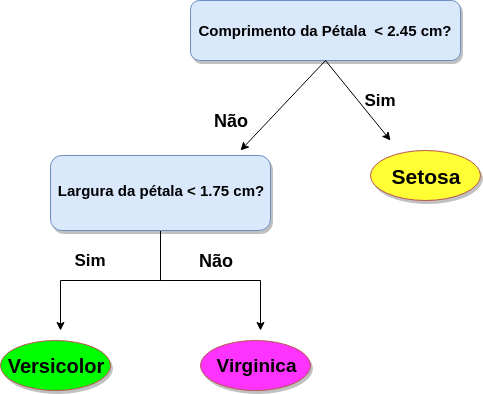 Comprimento da Pétala  < 2.45 cm?
Sim
Não
Setosa
Largura da pétala < 1.75 cm?
Sim
Não
Versicolor
Virginica